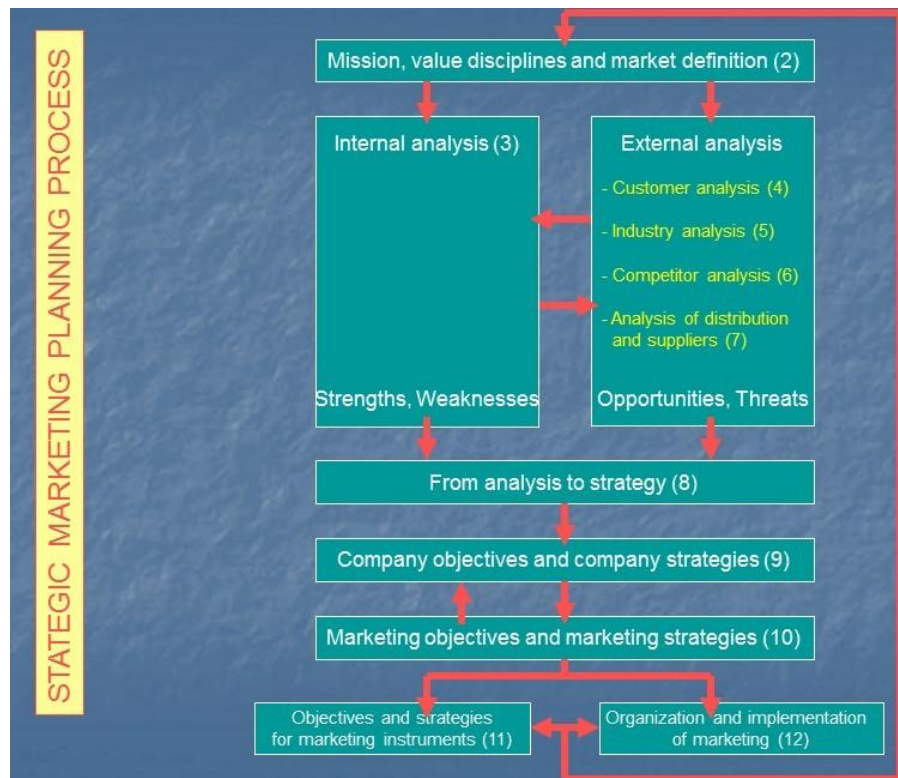 STATEGIC MARKETING PLANNING PROCESS
Mission, value disciplines and market definition (2)
Internal analysis (3)
Strengths, Weaknesses
External analysis
- Customer analysis (4)
- Industry analysis (5)
- Competitor analysis (6)
- Analysis of distribution
and suppliers (7)
Opportunities, Threats
From analysis to strategy (8)
Company objectives and company strategies (9)
Marketing objectives and marketing strategies (10)
Objectives and strategies
for marketing instruments (11)
Organization and implementation
of marketing (12)